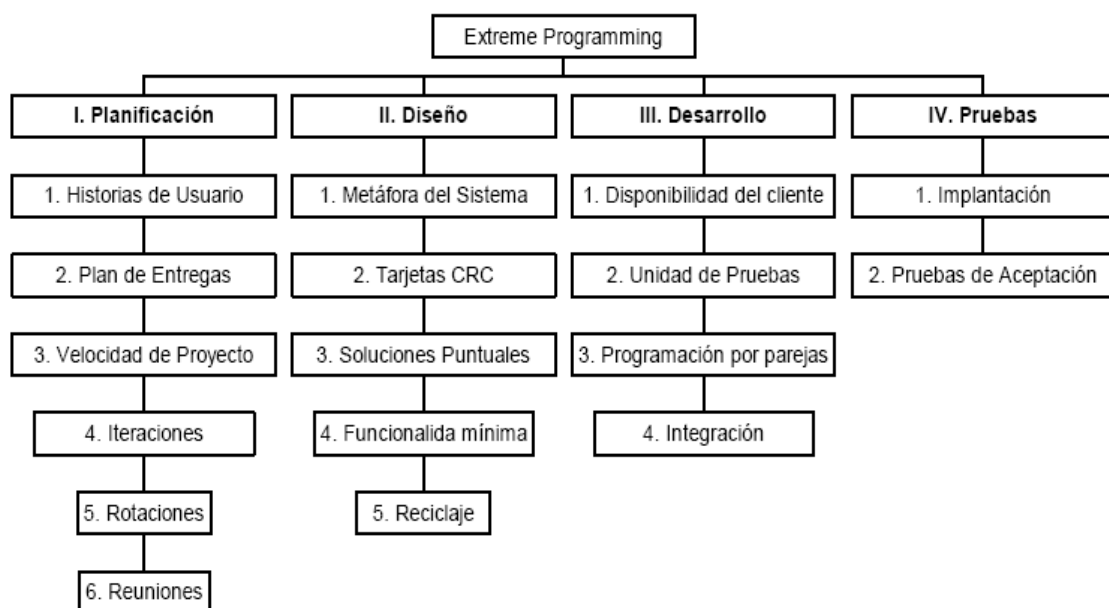 Extreme Programming
I. Planificación
II. Diseño
III. Desarrollo
IV. Pruebas
1. Historias de Usuario
1. Metáfora del Sistema
1. Disponibilidad del cliente
1. Implantación
2. Plan de Entregas
2. Tarjetas CRC
2. Unidad de Pruebas
2. Pruebas de Aceptación
3. Velocidad de Proyecto
3. Soluciones Puntuales
3. Programación por parejas
4. Iteraciones
4. Funcionalida mínima
4. Integración
5. Rotaciones
5. Reciclaje
6. Reuniones